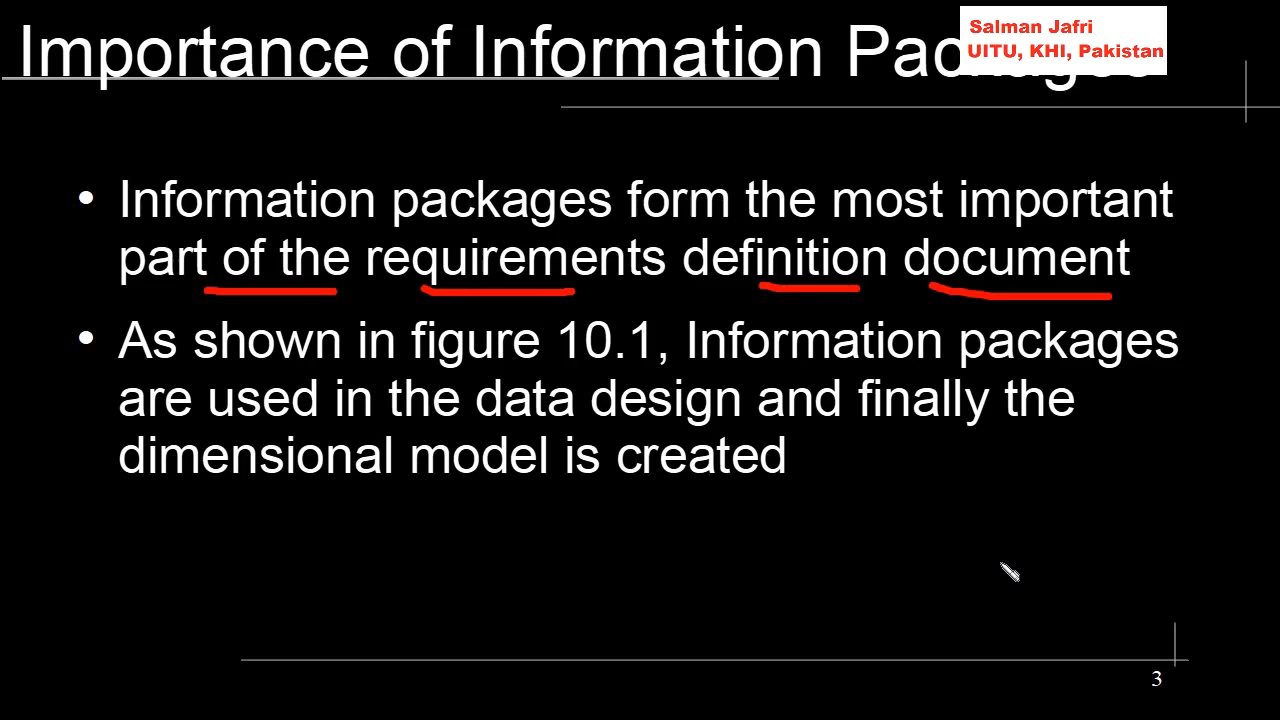 Importance of Information Packages
Salman Jafri
UITU, KHI, Pakistan
• Information packages form the most important
part of the requirements definition document
• As shown in figure 10.1, Information packages
are used in the data design and finally the
dimensional model is created
3